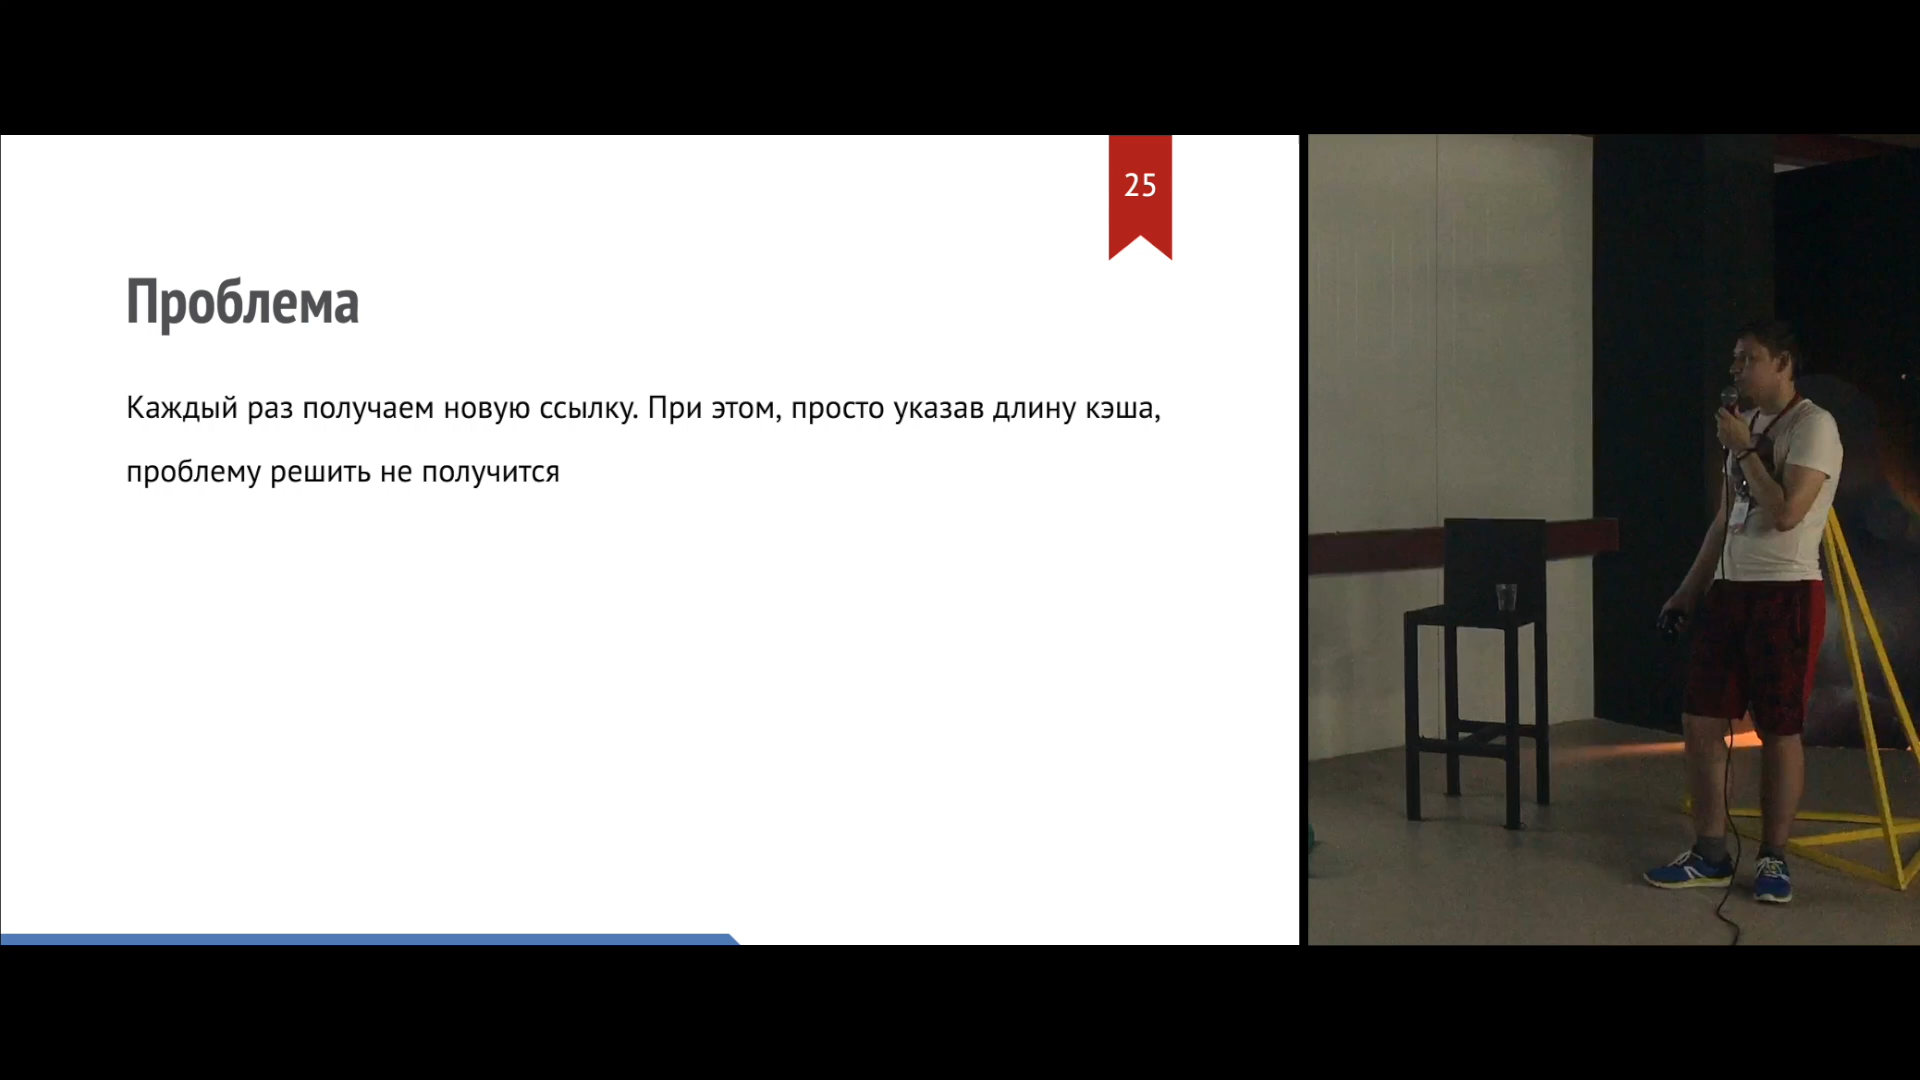 25
Проблема
Каждый раз получаем новую ссылку. При этом, просто указав длину кэша,
проблему решить не получится